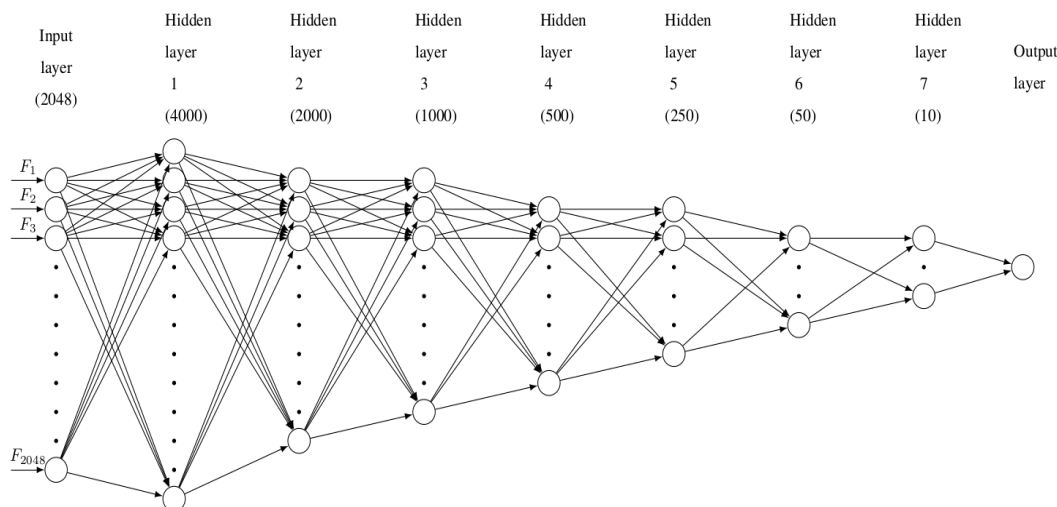 Input
layer
(2048)
Hidden
layer
1
(4000)
Hidden
layer
2
(2000)
Hidden
layer
3
(1000)
Hidden
layer
4
(500)
Hidden
layer
5
(250)
Hidden
layer
6
(50)
Hidden
layer
7
(10)
Output
layer
F1
F2
F3
F2048